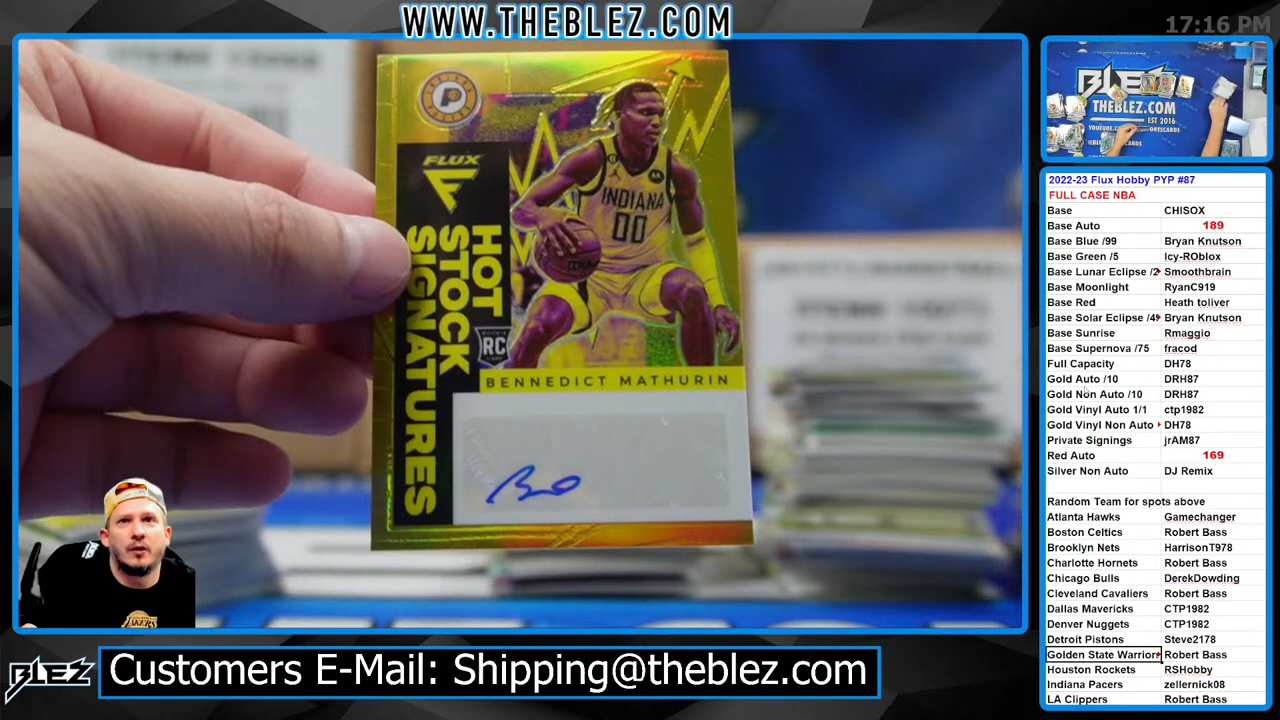 WWW.THEBLEZ.COM
17:16 PM
P
FLUX
INDIANA
00
HOT
STOCK
SIGNATURES
RC
BENNEDICT MATHURIN
LAKERS
BLEZ
THEBLEZ.COM
EST 2016
2022-23 Flux Hobby PYP #87
FULL CASE NBA
Base CHISOX
Base Auto 189
Base Blue /99 Bryan Knutson
Base Green /5 Icy-ROblox
Base Lunar Eclipse /2 Smoothbrain
Base Moonlight RyanC919
Base Red Heath toliver
Base Solar Eclipse /49 Bryan Knutson
Base Sunrise Rmaggio
Base Supernova /75 fracod
Full Capacity DH78
Gold Auto /10 DRH87
Gold Non Auto /10 DRH87
Gold Vinyl Auto 1/1 ctp1982
Gold Vinyl Non Auto DH78
Private Signings jrAM87
Red Auto 169
Silver Non Auto DJ Remix
Random Team for spots above
Atlanta Hawks Gamechanger
Boston Celtics Robert Bass
Brooklyn Nets HarrisonT978
Charlotte Hornets Robert Bass
Chicago Bulls DerekDowding
Cleveland Cavaliers Robert Bass
Dallas Mavericks CTP1982
Denver Nuggets CTP1982
Detroit Pistons Steve2178
Golden State Warriors Robert Bass
Houston Rockets RSHobby
Indiana Pacers zellernick08
LA Clippers Robert Bass
BLEZ
Customers E-Mail: Shipping@theblez.com